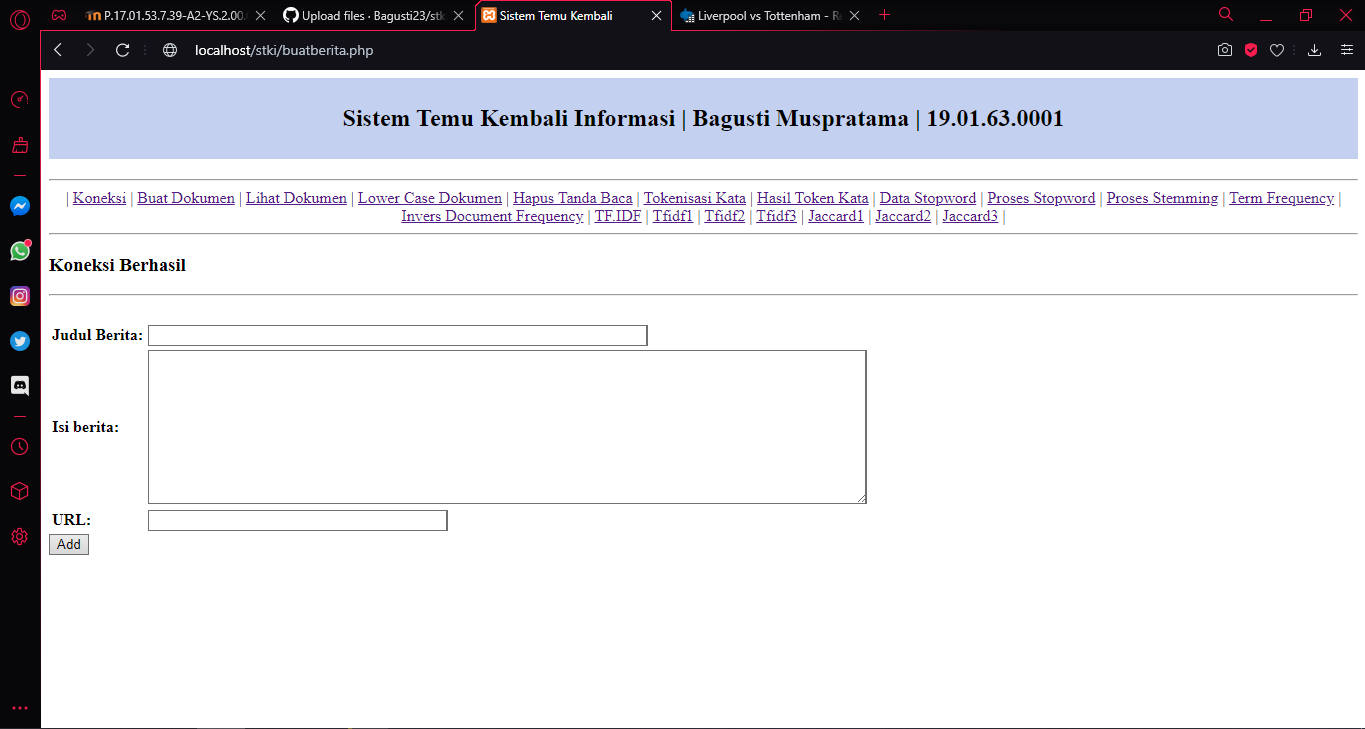 P.17.01.53.7.39-A2-YS.2.00.
Upload files · Bagusti23/stk
Sistem Temu Kembali
Liverpool vs Tottenham -
localhost/stki/buatberita.php
Sistem Temu Kembali Informasi | Bagusti Muspratama | 19.01.63.0001
| Koneksi | Buat Dokumen | Lihat Dokumen | Lower Case Dokumen | Hapus Tanda Baca | Tokenisasi Kata | Hasil Token Kata | Data Stopword | Proses Stopword | Proses Stemming | Term Frequency |
Invers Document Frequency | TF.IDF | Tfidf1 | Tfidf2 | Tfidf3 | Jaccard1 | Jaccard2 | Jaccard3 |
Koneksi Berhasil
Judul Berita:
Isi berita:
URL:
Add